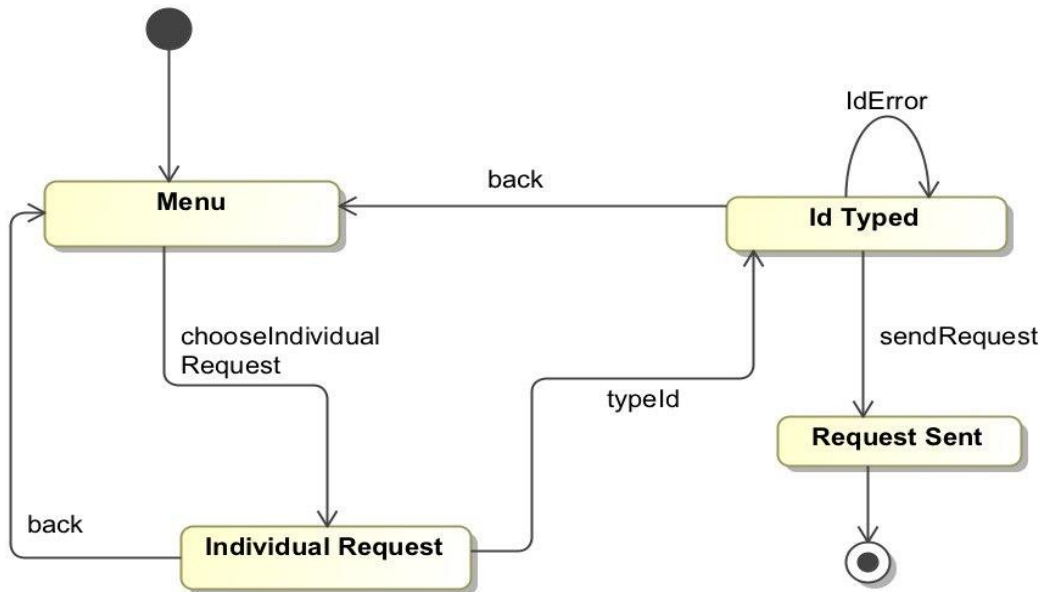 IdError
back
Menu
Id Typed
chooseIndividual
Request
sendRequest
typeId
Request Sent
back
Individual Request